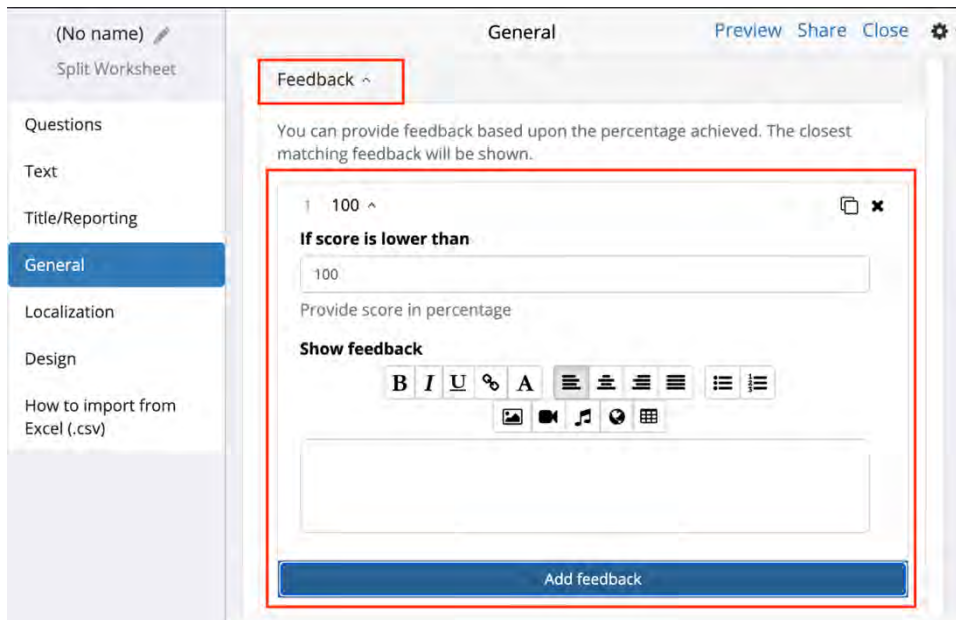 (No name)
Split Worksheet
General
Preview Share Close
Questions
Text
Title/Reporting
General
Localization
Design
How to import from
Excel (.csv)
Feedback
You can provide feedback based upon the percentage achieved. The closest
matching feedback will be shown.
1 100
If score is lower than
100
Provide score in percentage
Show feedback
B I U A
Add feedback